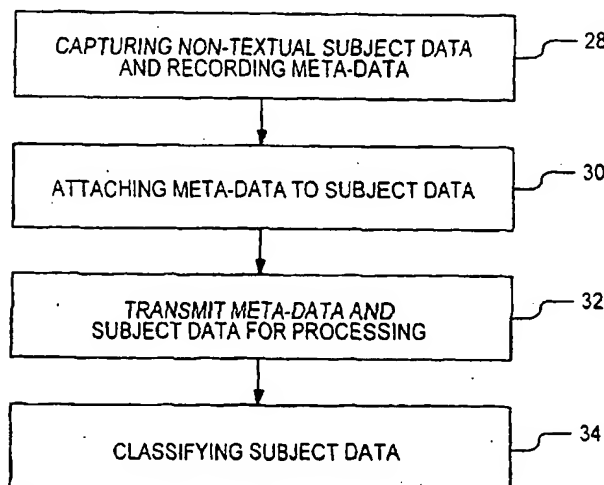 CAPTURING NON-TEXTUAL SUBJECT DATA
AND RECORDING META-DATA
28
ATTACHING META-DATA TO SUBJECT DATA
30
TRANSMIT META-DATA AND
SUBJECT DATA FOR PROCESSING
32
CLASSIFYING SUBJECT DATA
34